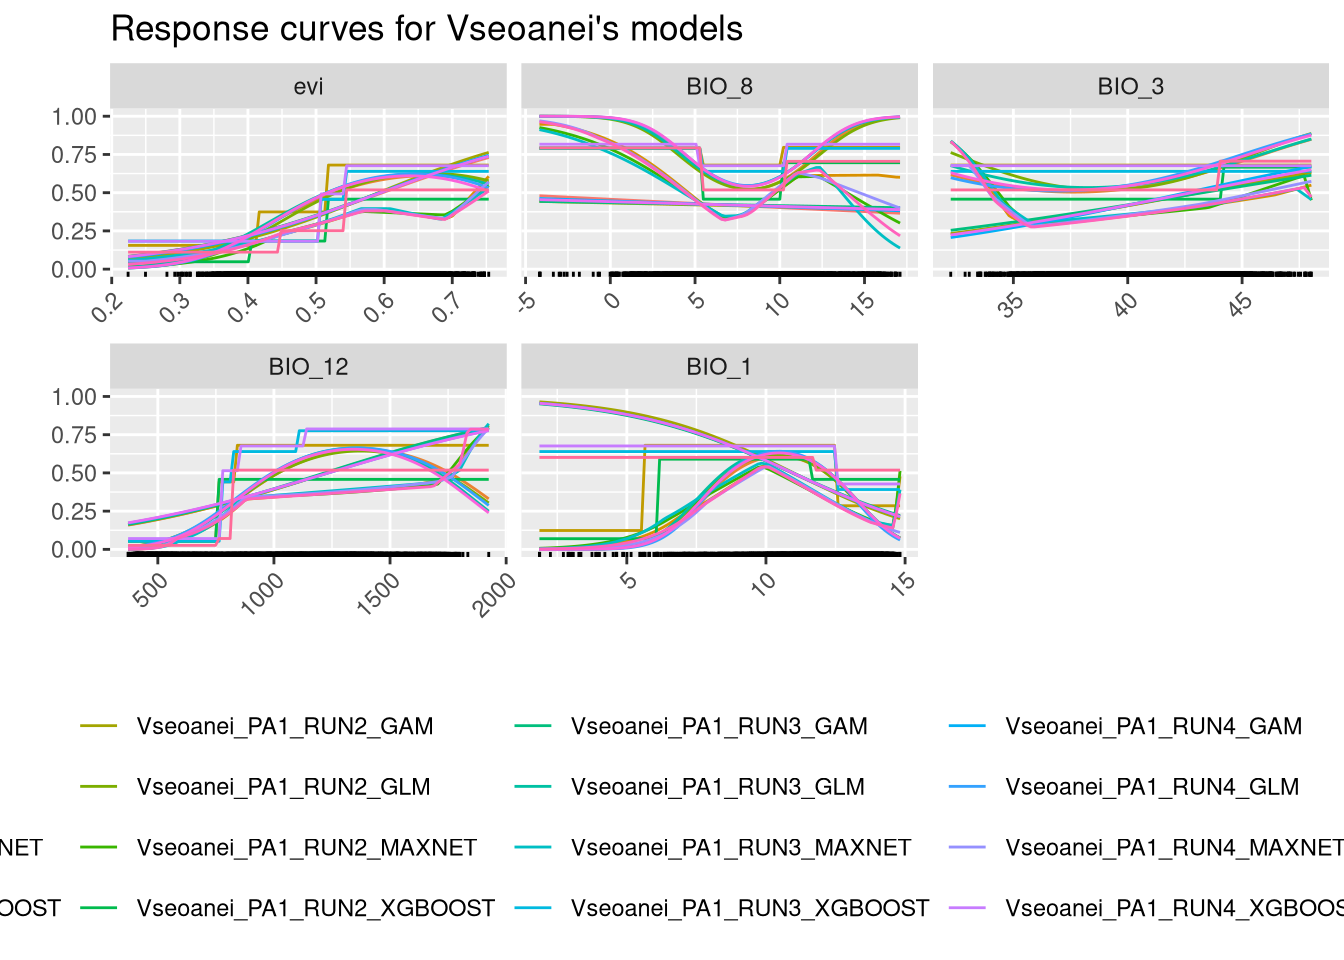 Response curves for Vseoanei's models
evi BIO_8 BIO_3
1.00
0.75
0.50
0.25
0.00
0.2 0.3 0.4 0.5 0.6 0.7 -5 0 5 10 15 35 40 45
BIO_12 BIO_1
1.00
0.75
0.50
0.25
0.00
500 1000 1500 2000 5 10 15
Vseoanei_PA1_RUN2_GAM Vseoanei_PA1_RUN3_GAM Vseoanei_PA1_RUN4_GAM
Vseoanei_PA1_RUN2_GLM Vseoanei_PA1_RUN3_GLM Vseoanei_PA1_RUN4_GLM
NET Vseoanei_PA1_RUN2_MAXNET Vseoanei_PA1_RUN3_MAXNET Vseoanei_PA1_RUN4_MAXNET
OOST Vseoanei_PA1_RUN2_XGBOOST Vseoanei_PA1_RUN3_XGBOOST Vseoanei_PA1_RUN4_XGBOOS